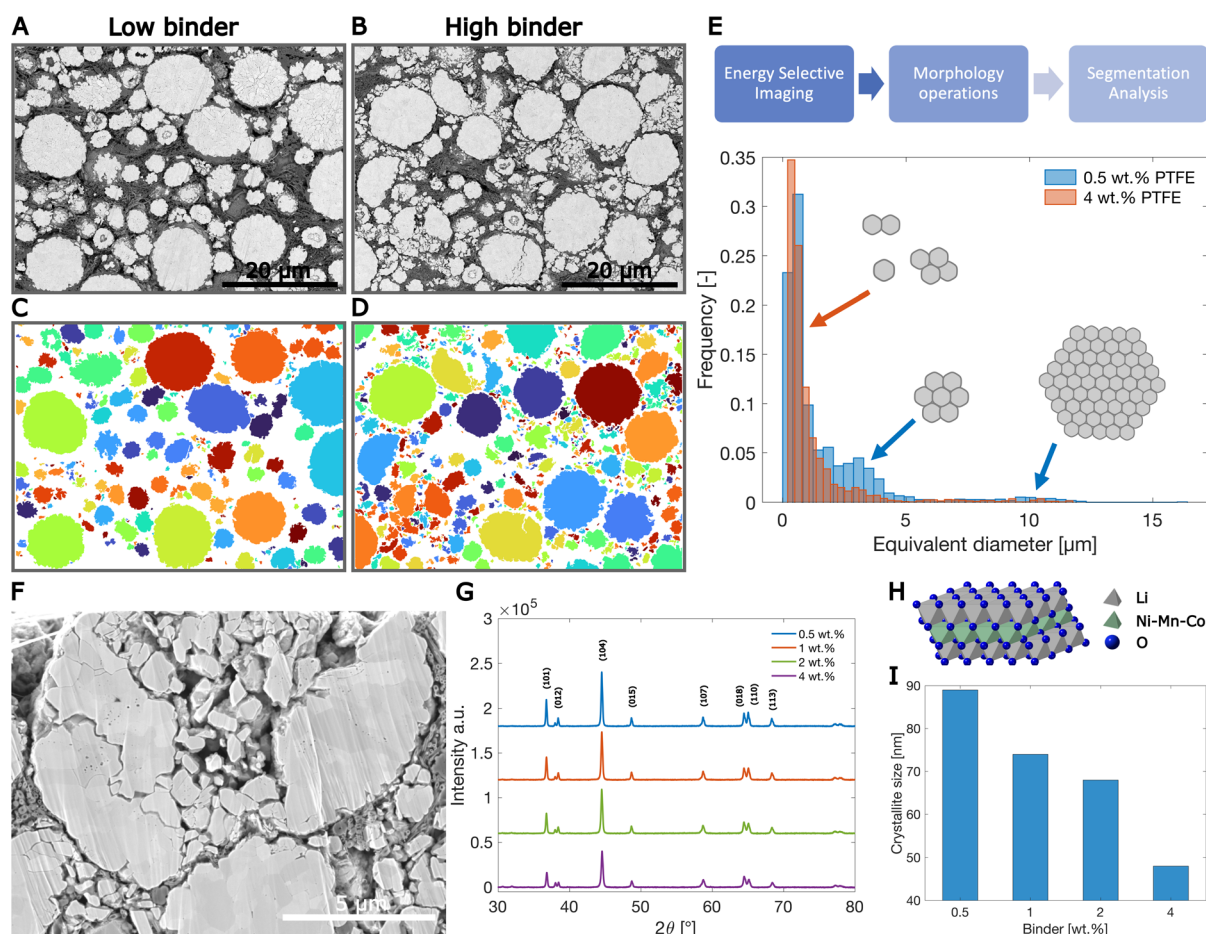 A
Low binder
B
High binder
20 µm
20 µm
C
D
E
Energy Selective
Imaging
Morphology
operations
Segmentation
Analysis
0.35
0.3
0.25
0.2
0.15
0.1
0.05
0
Frequency [-]
0.5 wt.% PTFE
4 wt.% PTFE
0
5
10
15
Equivalent diameter [µm]
F
5 µm
G
×10⁵
3
2.5
2
1.5
1
0.5
0
Intensity a.u.
(101)
(012)
(104)
(015)
(107)
(018)
(110)
(113)
0.5 wt.%
1 wt.%
2 wt.%
4 wt.%
30
40
50
60
70
80
2θ [°]
H
Li
Ni-Mn-Co
O
I
90
80
70
60
50
40
Crystallite size [nm]
0.5
1
2
4
Binder [wt.%]